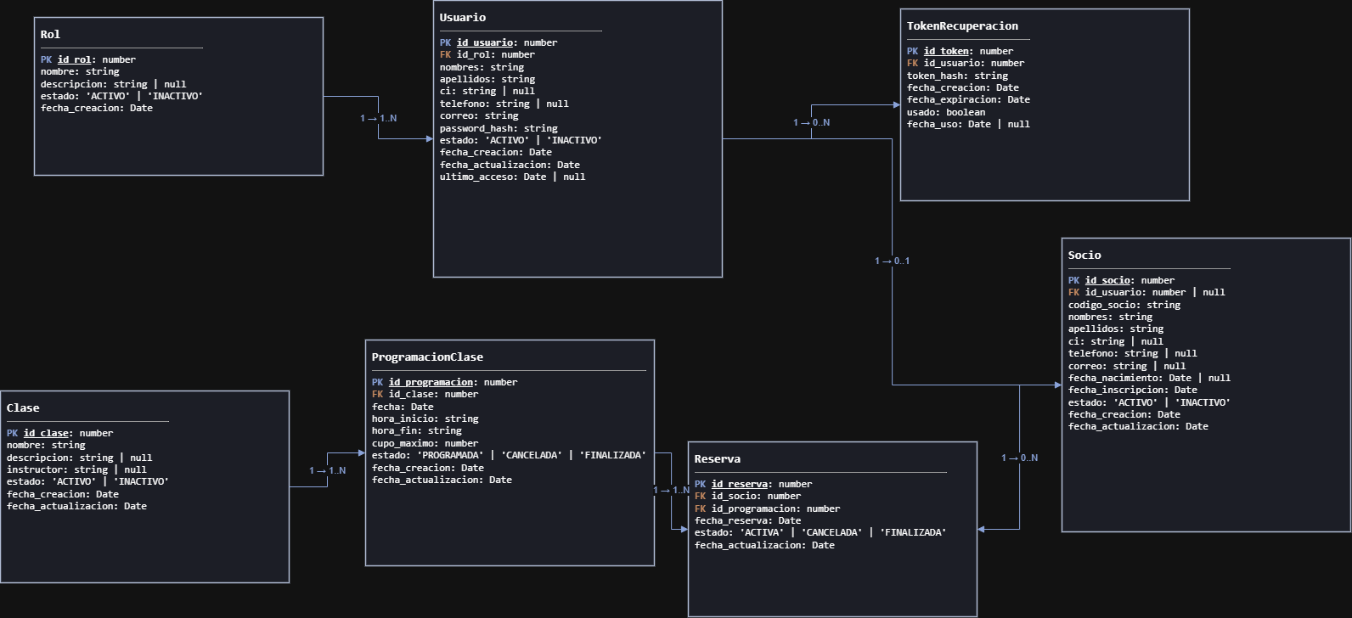 Rol
PK id_rol: number
nombre: string
descripcion: string | null
estado: 'ACTIVO' | 'INACTIVO'
fecha_creacion: Date
1 → 1..N
Usuario
PK id_usuario: number
FK id_rol: number
nombres: string
apellidos: string
ci: string | null
telefono: string | null
correo: string
password_hash: string
estado: 'ACTIVO' | 'INACTIVO'
fecha_creacion: Date
fecha_actualizacion: Date
ultimo_acceso: Date | null
1 → 0..N
TokenRecuperacion
PK id_token: number
FK id_usuario: number
token_hash: string
fecha_creacion: Date
fecha_expiracion: Date
usado: boolean
fecha_uso: Date | null
1 → 0..1
Socio
PK id_socio: number
FK id_usuario: number | null
codigo_socio: string
nombres: string
apellidos: string
ci: string | null
telefono: string | null
correo: string | null
fecha_nacimiento: Date | null
fecha_inscripcion: Date
estado: 'ACTIVO' | 'INACTIVO'
fecha_creacion: Date
fecha_actualizacion: Date
1 → 0..N
Clase
PK id_clase: number
nombre: string
descripcion: string | null
instructor: string | null
estado: 'ACTIVO' | 'INACTIVO'
fecha_creacion: Date
fecha_actualizacion: Date
1 → 1..N
ProgramacionClase
PK id_programacion: number
FK id_clase: number
fecha: Date
hora_inicio: string
hora_fin: string
cupo_maximo: number
estado: 'PROGRAMADA' | 'CANCELADA' | 'FINALIZADA'
fecha_creacion: Date
fecha_actualizacion: Date
1 → 1..N
Reserva
PK id_reserva: number
FK id_socio: number
FK id_programacion: number
fecha_reserva: Date
estado: 'ACTIVA' | 'CANCELADA' | 'FINALIZADA'
fecha_actualizacion: Date